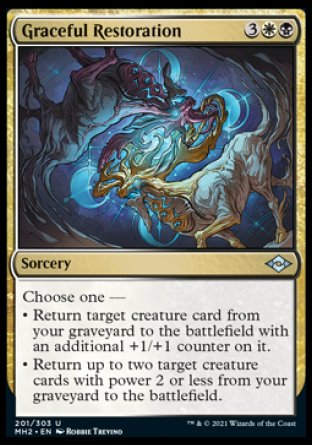 Graceful Restoration 3
Sorcery
Choose one —
• Return target creature card from
your graveyard to the battlefield with
an additional +1/+1 counter on it.
• Return up to two target creature
cards with power 2 or less from your
graveyard to the battlefield.
201/303 U
MH2 • EN Robbie Trevino ™ & © 2021 Wizards of the Coast